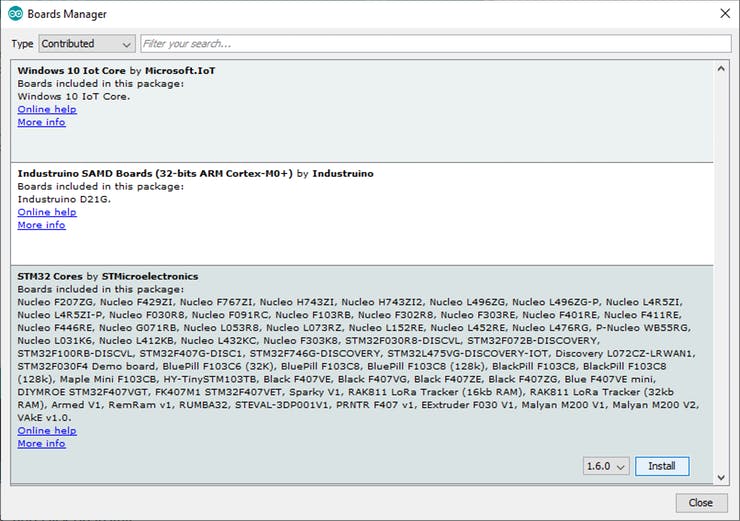 Boards Manager
Type Contributed Filter your search...
Windows 10 Iot Core by Microsoft.IoT
Boards included in this package:
Windows 10 IoT Core.
Online help
More info
Industruino SAMD Boards (32-bits ARM Cortex-M0+) by Industruino
Boards included in this package:
Industruino D21G.
Online help
More info
STM32 Cores by STMicroelectronics
Boards included in this package:
Nucleo F207ZG, Nucleo F429ZI, Nucleo F767ZI, Nucleo H743ZI, Nucleo H743ZI2, Nucleo L496ZG, Nucleo L496ZG-P, Nucleo L4R5ZI,
Nucleo L4R5ZI-P, Nucleo F030R8, Nucleo F091RC, Nucleo F103RB, Nucleo F302R8, Nucleo F303RE, Nucleo F401RE, Nucleo F411RE,
Nucleo F446RE, Nucleo G071RB, Nucleo L053R8, Nucleo L073RZ, Nucleo L152RE, Nucleo L452RE, Nucleo L476RG, P-Nucleo WB55RG,
Nucleo L031K6, Nucleo L412KB, Nucleo L432KC, Nucleo F303K8, STM32F030R8-DISCVL, STM32F072B-DISCOVERY,
STM32F100RB-DISCVL, STM32F407G-DISC1, STM32F746G-DISCOVERY, STM32L475VG-DISCOVERY-IOT, Discovery L072CZ-LRWAN1,
STM32F030F4 Demo board, BluePill F103C6 (32K), BluePill F103C8, BluePill F103C8 (128k), BlackPill F103C8, BlackPill F103C8
(128k), Maple Mini F103CB, HY-TinySTM103TB, Black F407VE, Black F407VG, Black F407ZE, Black F407ZG, Blue F407VE mini,
DIYMROE STM32F407VGT, FK407M1 STM32F407VET, Sparky V1, RAK811 LoRa Tracker (16kb RAM), RAK811 LoRa Tracker (32kb
RAM), Armed V1, RemRam v1, RUMBA32, STEVAL-3DP001V1, PRNTR F407 v1, EExtruder F030 V1, Malyan M200 V1, Malyan M200 V2,
VAkE v1.0.
Online help
More info
1.6.0 Install
Close